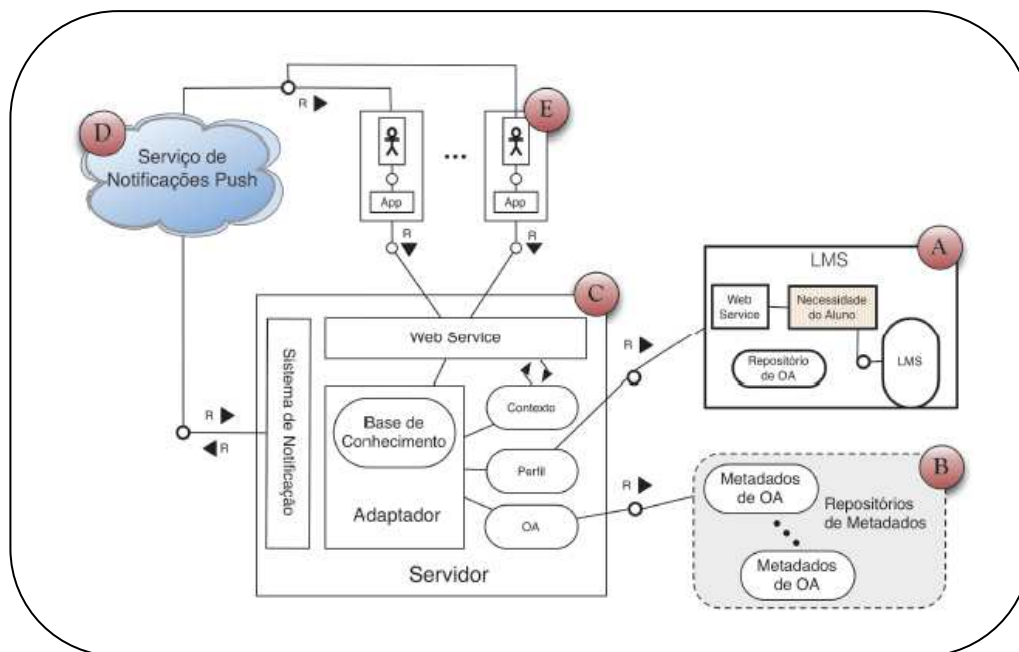 R
D
Serviço de
Notificações Push
E
...
App
App
R
R
A
LMS
Web
Service
Necessidade
do Aluno
Repositório
de OA
LMS
C
Web Service
Sistema de Notificação
R
R
R
Base de
Conhecimento
Adaptador
Contexto
Perfil
OA
Servidor
R
B
Metadados
de OA
Repositórios
de Metadados
Metadados
de OA